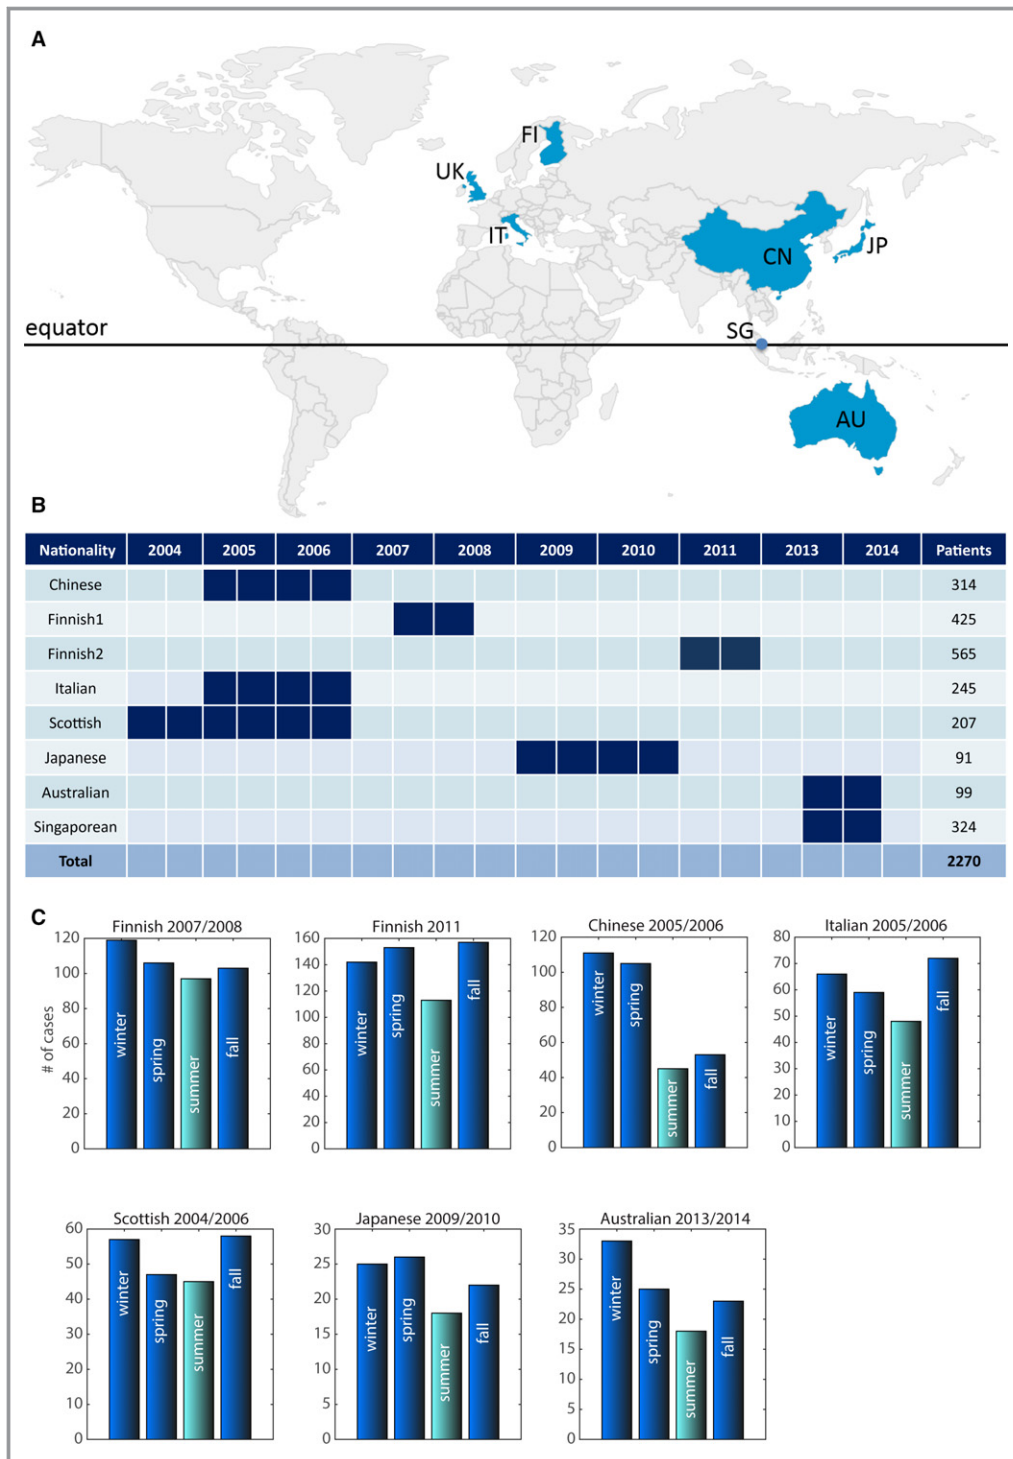 A
FI
UK
IT
CN
JP
equator
SG
AU
B
Nationality 2004 2005 2006 2007 2008 2009 2010 2011 2013 2014 Patients
Chinese 314
Finnish1 425
Finnish2 565
Italian 245
Scottish 207
Japanese 91
Australian 99
Singaporean 324
Total 2270
C
Finnish 2007/2008
# of cases
120
100
80
60
40
20
0
winter
spring
summer
fall
Finnish 2011
160
140
120
100
80
60
40
20
0
winter
spring
summer
fall
Chinese 2005/2006
120
100
80
60
40
20
0
winter
spring
summer
fall
Italian 2005/2006
80
70
60
50
40
30
20
10
0
winter
spring
summer
fall
Scottish 2004/2006
# of cases
60
50
40
30
20
10
0
winter
spring
summer
fall
Japanese 2009/2010
30
25
20
15
10
5
0
winter
spring
summer
fall
Australian 2013/2014
35
30
25
20
15
10
5
0
winter
spring
summer
fall